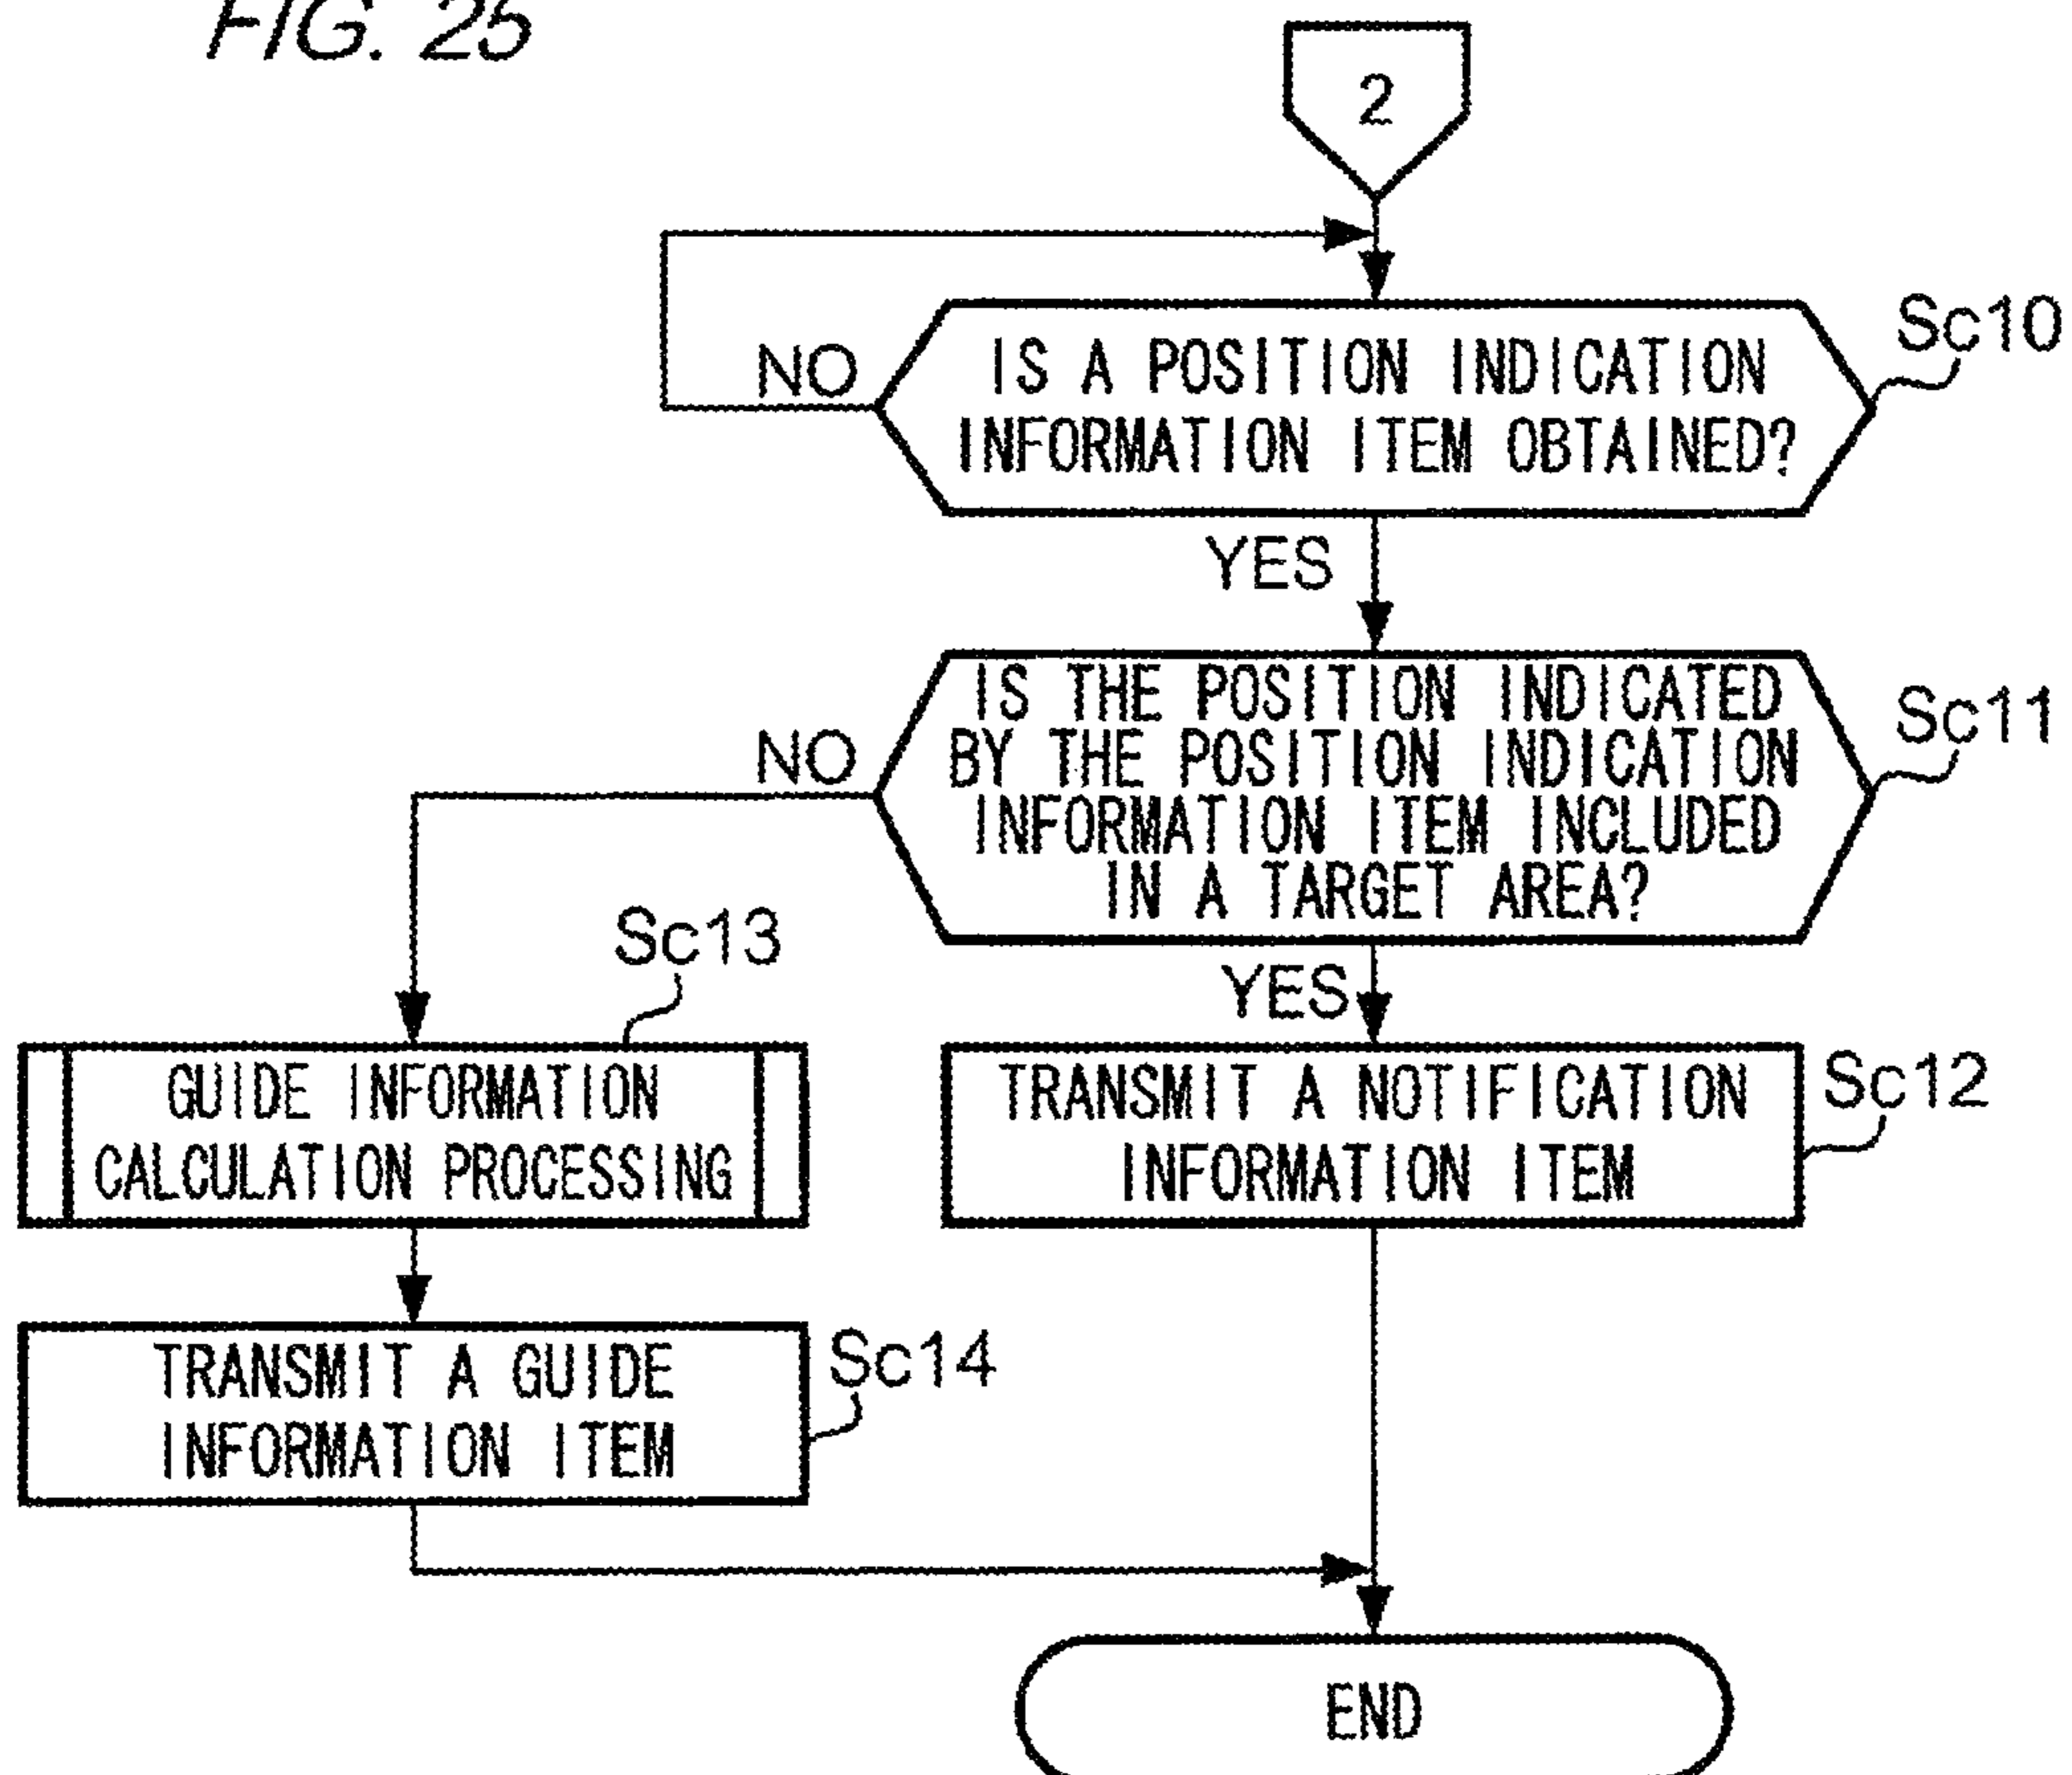 FIG. 25
2
Sc10
NO
IS A POSITION INDICATION
INFORMATION ITEM OBTAINED?
YES
Sc11
NO
IS THE POSITION INDICATED
BY THE POSITION INDICATION
INFORMATION ITEM INCLUDED
IN A TARGET AREA?
YES
Sc13
GUIDE INFORMATION
CALCULATION PROCESSING
Sc12
TRANSMIT A NOTIFICATION
INFORMATION ITEM
Sc14
TRANSMIT A GUIDE
INFORMATION ITEM
END